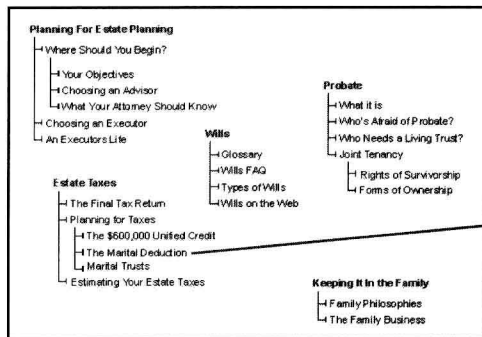 Planning For Estate Planning
Where Should You Begin?
Your Objectives
Choosing an Advisor
What Your Attorney Should Know
Choosing an Executor
An Executors Life
Wills
Glossary
Wills FAQ
Types of Wills
Wills on the Web
Probate
What it is
Who's Afraid of Probate?
Who Needs a Living Trust?
Joint Tenancy
Rights of Survivorship
Forms of Ownership
Estate Taxes
The Final Tax Return
Planning for Taxes
The $600,000 Unified Credit
The Marital Deduction
Marital Trusts
Estimating Your Estate Taxes
Keeping It In the Family
Family Philosophies
The Family Business